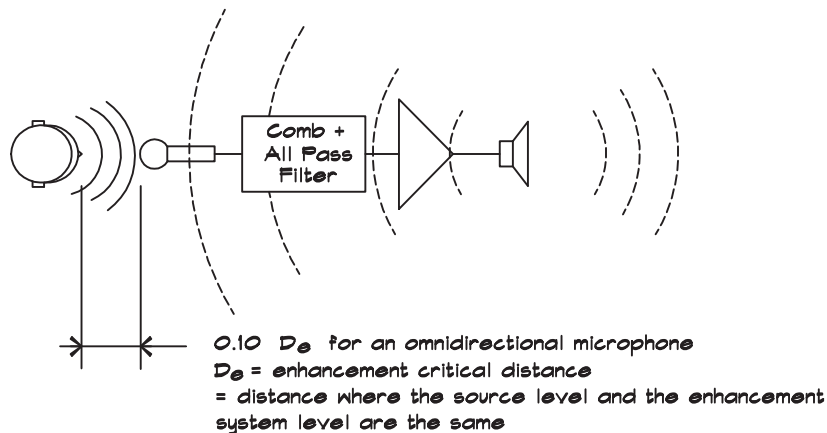 Comb +
All Pass
Filter
0.10 De for an omnidirectional microphone
De = enhancement critical distance
= distance where the source level and the enhancement
system level are the same